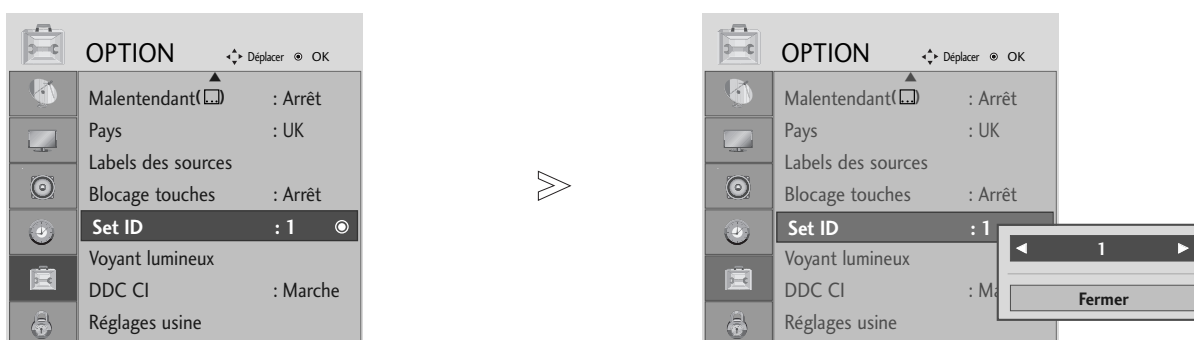 OPTION Déplacer OK
Malentendant( ) : Arrêt
Pays : UK
Labels des sources
Blocage touches : Arrêt
Set ID : 1
Voyant lumineux
DDC CI : Marche
Réglages usine
OPTION Déplacer OK
Malentendant( ) : Arrêt
Pays : UK
Labels des sources
Blocage touches : Arrêt
Set ID : 1
Voyant lumineux
DDC CI : Ma
Réglages usine
1
Fermer